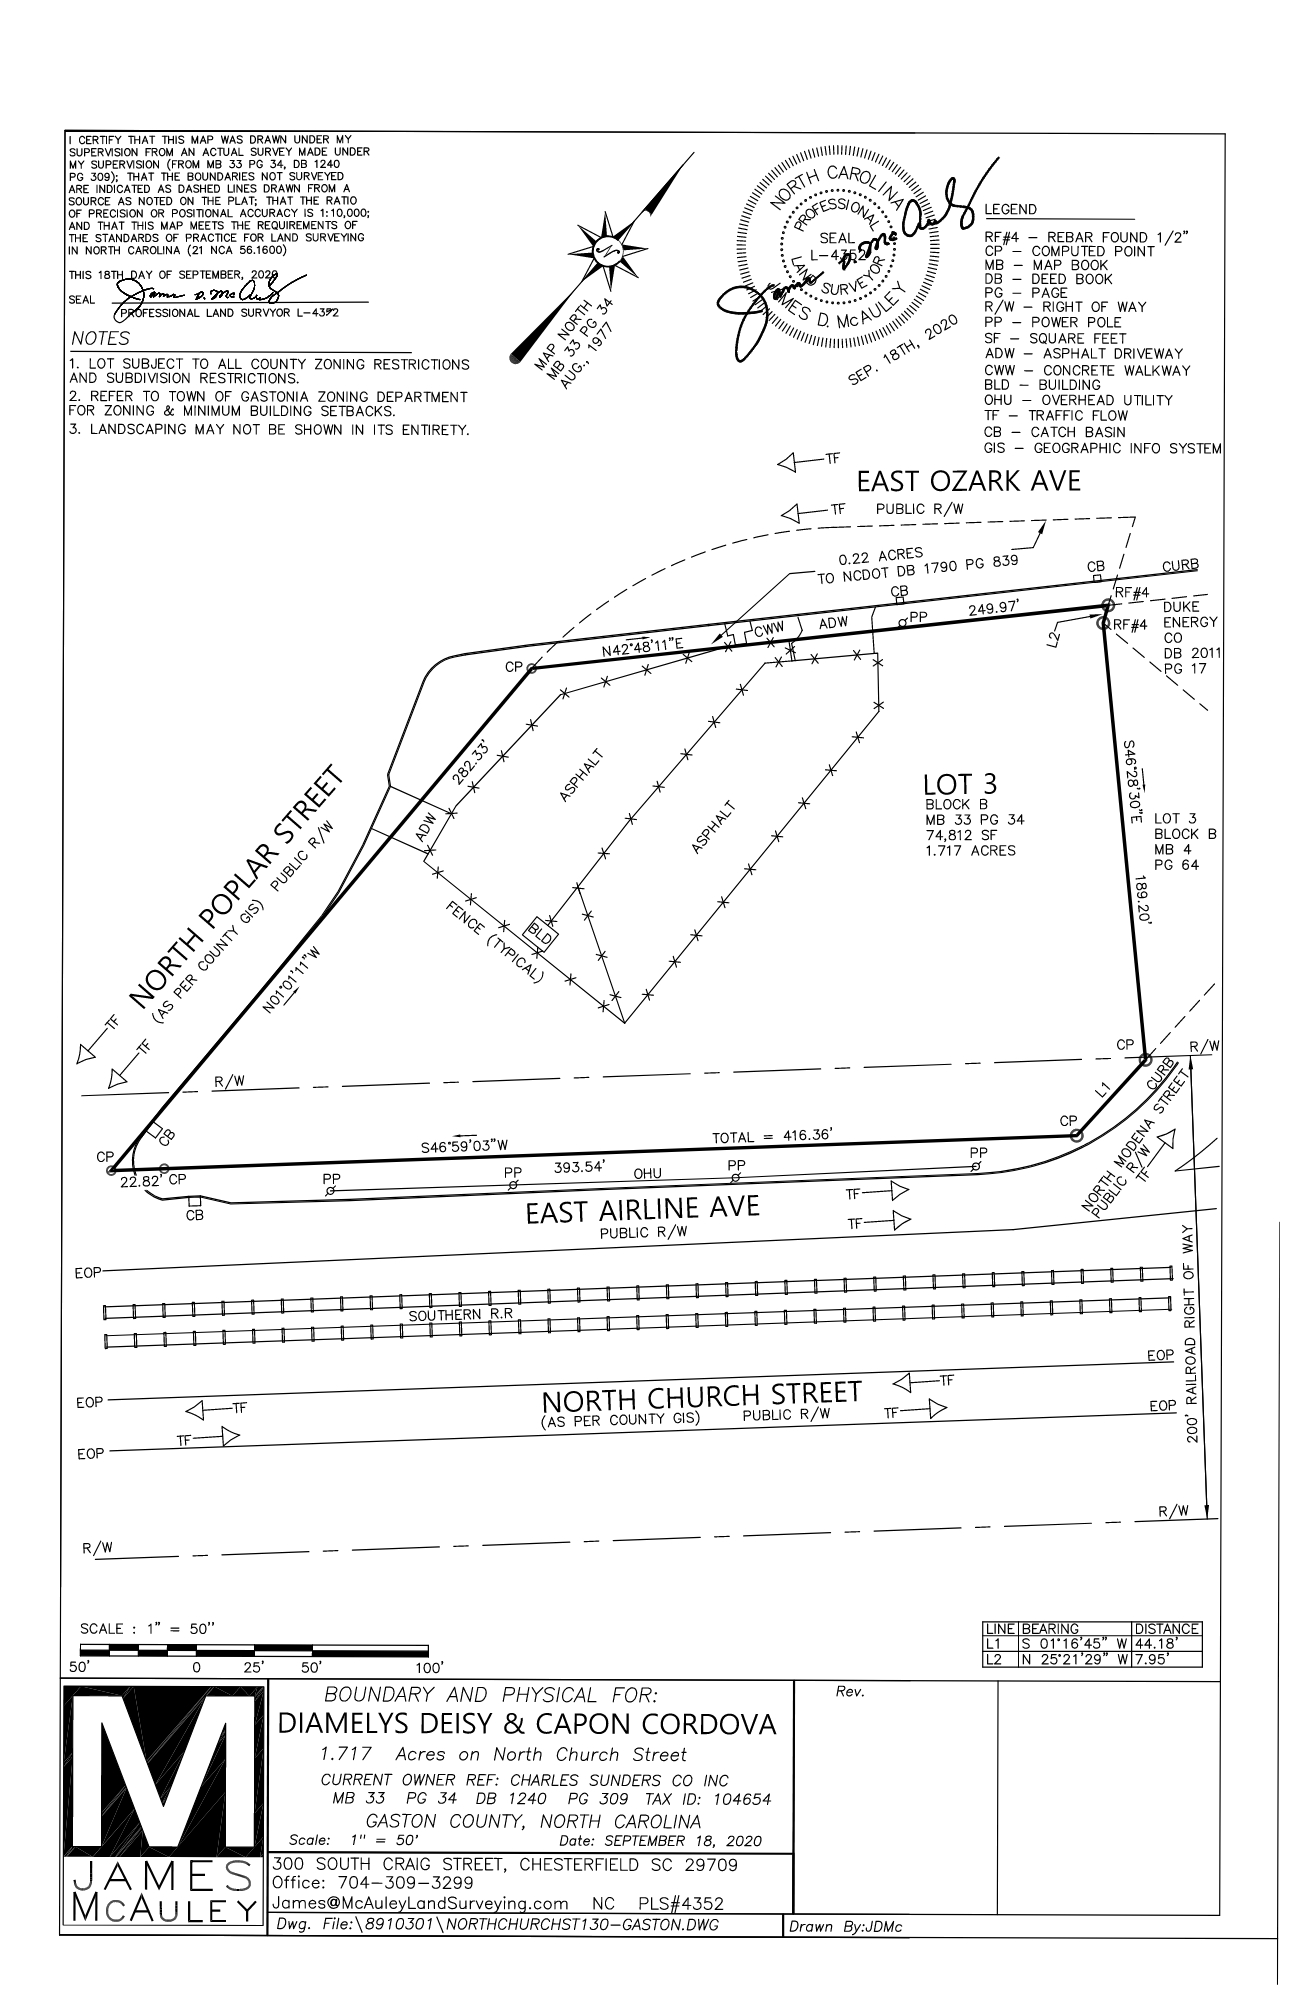 I CERTIFY THAT THIS MAP WAS DRAWN UNDER MY
SUPERVISION FROM AN ACTUAL SURVEY MADE UNDER
MY SUPERVISION (FROM MB 33 PG 34, DB 1240
PG 309); THAT THE BOUNDARIES NOT SURVEYED
ARE INDICATED AS DASHED LINES DRAWN FROM A
SOURCE AS NOTED ON THE PLAT; THAT THE RATIO
OF PRECISION OR POSITIONAL ACCURACY IS 1:10,000;
AND THAT THIS MAP MEETS THE REQUIREMENTS OF
THE STANDARDS OF PRACTICE FOR LAND SURVEYING
IN NORTH CAROLINA (21 NCA 56.1600)
THIS 18TH DAY OF SEPTEMBER, 2020
SEAL James D. McAuley
PROFESSIONAL LAND SURVYOR L-4352
NOTES
1. LOT SUBJECT TO ALL COUNTY ZONING RESTRICTIONS
AND SUBDIVISION RESTRICTIONS.
2. REFER TO TOWN OF GASTONIA ZONING DEPARTMENT
FOR ZONING & MINIMUM BUILDING SETBACKS.
3. LANDSCAPING MAY NOT BE SHOWN IN ITS ENTIRETY.
N
MAP NORTH
MB 33 PG 34
AUG., 1977
NORTH CAROLINA
PROFESSIONAL
SEAL
L-4352
LAND SURVEYOR
JAMES D. McAULEY
James D. McAuley
SEP. 18TH, 2020
LEGEND
RF#4 – REBAR FOUND 1/2"
CP – COMPUTED POINT
MB – MAP BOOK
DB – DEED BOOK
PG – PAGE
R/W – RIGHT OF WAY
PP – POWER POLE
SF – SQUARE FEET
ADW – ASPHALT DRIVEWAY
CWW – CONCRETE WALKWAY
BLD – BUILDING
OHU – OVERHEAD UTILITY
TF – TRAFFIC FLOW
CB – CATCH BASIN
GIS – GEOGRAPHIC INFO SYSTEM
TF
EAST OZARK AVE
TF PUBLIC R/W
0.22 ACRES
TO NCDOT DB 1790 PG 839
CB
CURB
CB
RF#4
RF#4
L2
DUKE
ENERGY
CO
DB 2011
PG 17
249.97'
PP
ADW
CWW
N42°48'11"E
CP
282.33'
ASPHALT
ASPHALT
ADW
LOT 3
BLOCK B
MB 33 PG 34
74,812 SF
1.717 ACRES
S46°28'30"E
189.20'
LOT 3
BLOCK B
MB 4
PG 64
NORTH POPLAR STREET
(AS PER COUNTY GIS) PUBLIC R/W
N01°01'11"W
FENCE (TYPICAL)
BLD
TF
TF
R/W
CP
R/W
CURB
L1
CP
NORTH MODENA STREET
PUBLIC R/W
TF
CB
CP
22.82'
CP
CB
S46°59'03"W
TOTAL = 416.36'
393.54'
OHU
PP
PP
PP
PP
EAST AIRLINE AVE
PUBLIC R/W
TF
TF
EOP
SOUTHERN R.R
200' RAILROAD RIGHT OF WAY
EOP
EOP
NORTH CHURCH STREET
(AS PER COUNTY GIS) PUBLIC R/W
TF
TF
TF
TF
EOP
EOP
R/W
R/W
SCALE : 1" = 50"
50' 0 25' 50' 100'
LINE BEARING DISTANCE
L1 S 01°16'45" W 44.18'
L2 N 25°21'29" W 7.95'
M
JAMES
McAULEY
BOUNDARY AND PHYSICAL FOR:
DIAMELYS DEISY & CAPON CORDOVA
1.717 Acres on North Church Street
CURRENT OWNER REF: CHARLES SUNDERS CO INC
MB 33 PG 34 DB 1240 PG 309 TAX ID: 104654
GASTON COUNTY, NORTH CAROLINA
Scale: 1" = 50' Date: SEPTEMBER 18, 2020
300 SOUTH CRAIG STREET, CHESTERFIELD SC 29709
Office: 704-309-3299
James@McAuleyLandSurveying.com NC PLS#4352
Dwg. File:\8910301\NORTHCHURCHST130-GASTON.DWG
Rev.
Drawn By:JDMc